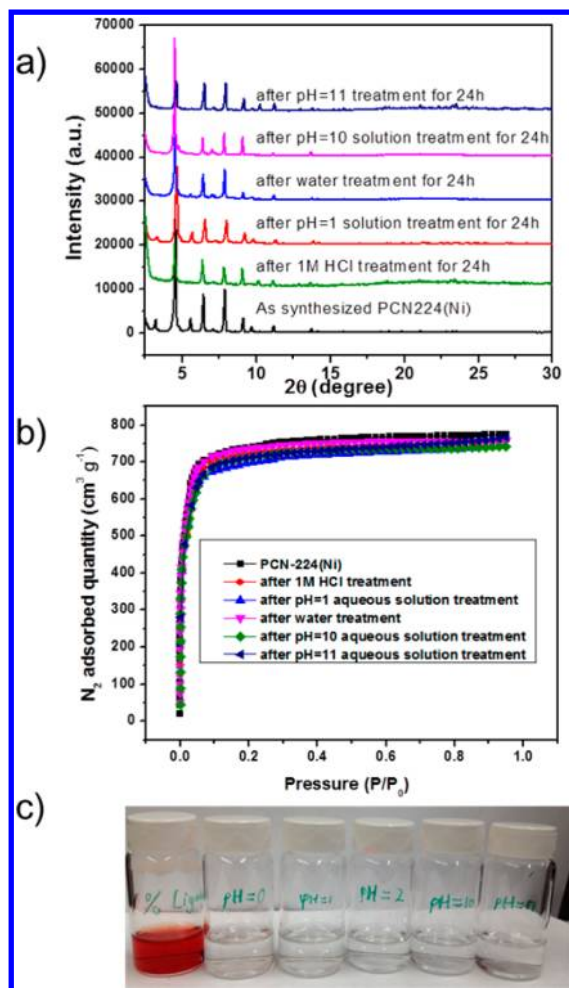 a)
70000
60000
50000
40000
30000
20000
10000
0
Intensity (a.u.)
after pH=11 treatment for 24h
after pH=10 solution treatment for 24h
after water treatment for 24h
after pH=1 solution treatment for 24h
after 1M HCl treatment for 24h
As synthesized PCN224(Ni)
5 10 15 20 25 30
2θ (degree)
b)
800
700
600
500
400
300
200
100
0
N₂ adsorbed quantity (cm³ g⁻¹)
PCN-224(Ni)
after 1M HCl treatment
after pH=1 aqueous solution treatment
after water treatment
after pH=10 aqueous solution treatment
after pH=11 aqueous solution treatment
0.0 0.2 0.4 0.6 0.8 1.0
Pressure (P/P₀)
c)
% pH=0 pH=1 pH=2 pH=10